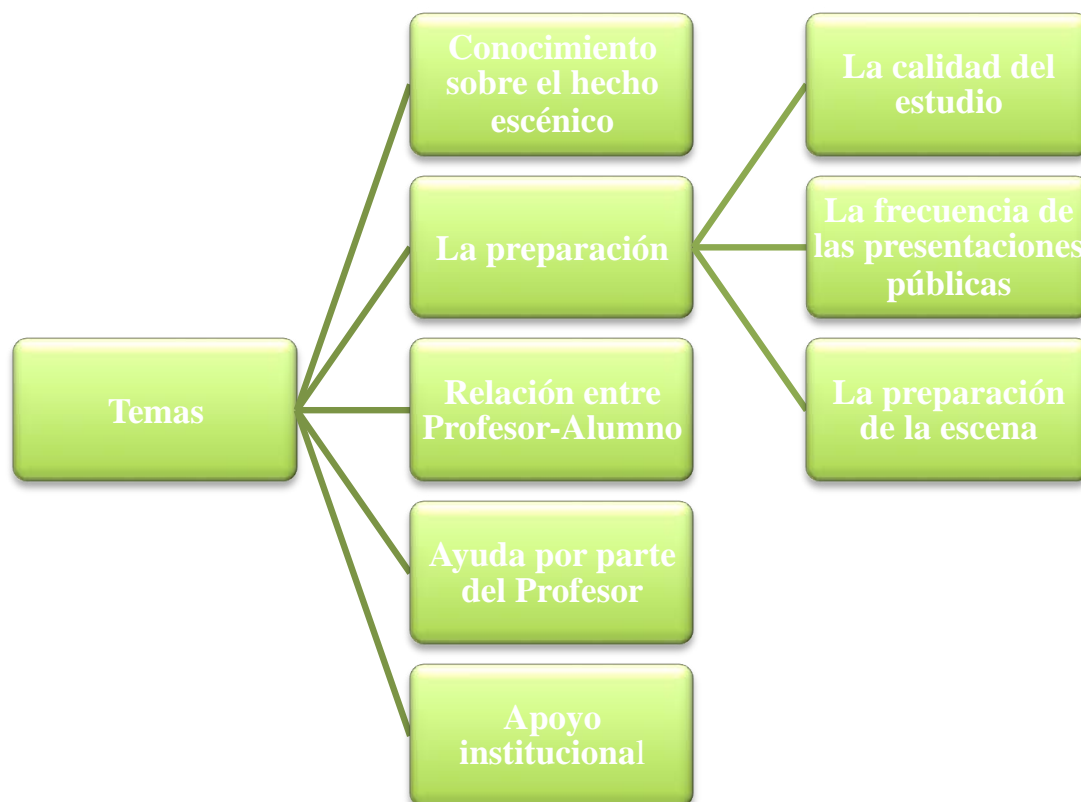 Temas
Conocimiento
sobre el hecho
escénico
La preparación
Relación entre
Profesor-Alumno
Ayuda por parte
del Profesor
Apoyo
institucional
La calidad del
estudio
La frecuencia de
las presentaciones
públicas
La preparación
de la escena